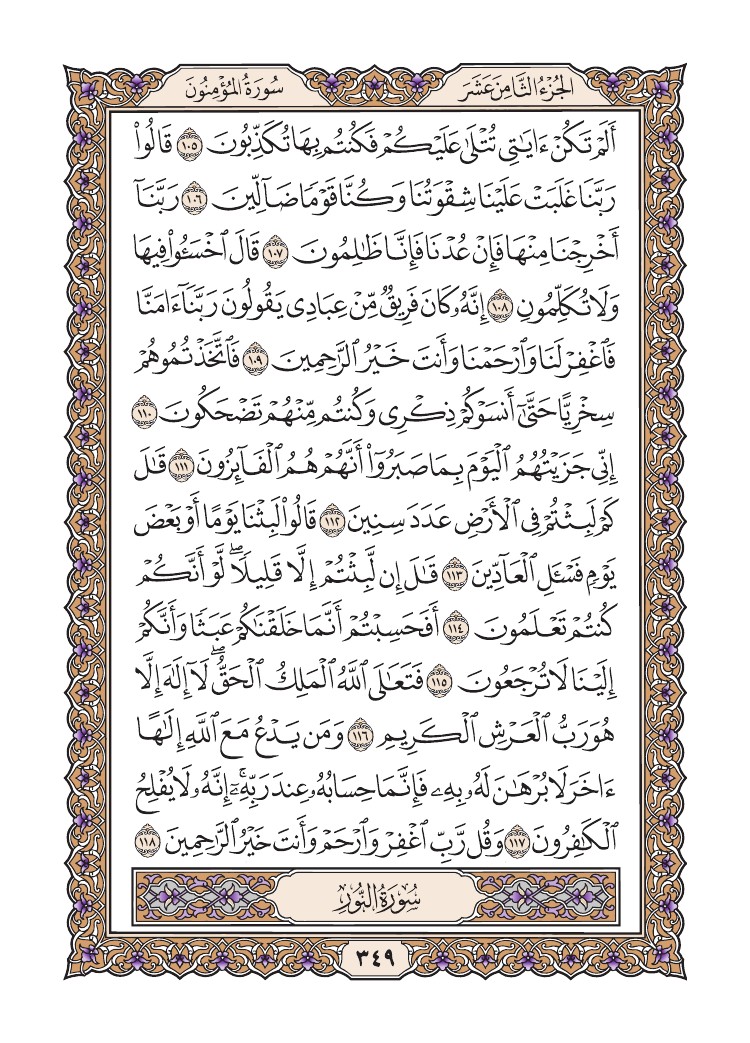 الجُزْءُ الثَّامِنَ عَشَرَ
سُورَةُ المُؤْمِنُونَ
أَلَمْ تَكُنْ ءَايَٰتِى تُتْلَىٰ عَلَيْكُمْ فَكُنتُم بِهَا تُكَذِّبُونَ ١٠٥ قَالُوا۟
رَبَّنَا غَلَبَتْ عَلَيْنَا شِقْوَتُنَا وَكُنَّا قَوْمًا ضَآلِّينَ ١٠٦ رَبَّنَآ
أَخْرِجْنَا مِنْهَا فَإِنْ عُدْنَا فَإِنَّا ظَٰلِمُونَ ١٠٧ قَالَ ٱخْسَـُٔوا۟ فِيهَا
وَلَا تُكَلِّمُونِ ١٠٨ إِنَّهُۥ كَانَ فَرِيقٌ مِّنْ عِبَادِى يَقُولُونَ رَبَّنَآ ءَامَنَّا
فَٱغْفِرْ لَنَا وَٱرْحَمْنَا وَأَنتَ خَيْرُ ٱلرَّٰحِمِينَ ١٠٩ فَٱتَّخَذْتُمُوهُمْ
سِخْرِيًّا حَتَّىٰٓ أَنسَوْكُمْ ذِكْرِى وَكُنتُم مِّنْهُمْ تَضْحَكُونَ ١١٠
إِنِّى جَزَيْتُهُمُ ٱلْيَوْمَ بِمَا صَبَرُوٓا۟ أَنَّهُمْ هُمُ ٱلْفَآئِزُونَ ١١١ قَٰلَ
كَمْ لَبِثْتُمْ فِى ٱلْأَرْضِ عَدَدَ سِنِينَ ١١٢ قَالُوا۟ لَبِثْنَا يَوْمًا أَوْ بَعْضَ
يَوْمٍ فَسْـَٔلِ ٱلْعَآدِّينَ ١١٣ قَٰلَ إِن لَّبِثْتُمْ إِلَّا قَلِيلًا ۖ لَّوْ أَنَّكُمْ
كُنتُمْ تَعْلَمُونَ ١١٤ أَفَحَسِبْتُمْ أَنَّمَا خَلَقْنَٰكُمْ عَبَثًا وَأَنَّكُمْ
إِلَيْنَا لَا تُرْجَعُونَ ١١٥ فَتَعَٰلَى ٱللَّهُ ٱلْمَلِكُ ٱلْحَقُّ ۖ لَآ إِلَٰهَ إِلَّا
هُوَ رَبُّ ٱلْعَرْشِ ٱلْكَرِيمِ ١١٦ وَمَن يَدْعُ مَعَ ٱللَّهِ إِلَٰهًا
ءَاخَرَ لَا بُرْهَٰنَ لَهُۥ بِهِۦ فَإِنَّمَا حِسَابُهُۥ عِندَ رَبِّهِۦٓ ۚ إِنَّهُۥ لَا يُفْلِحُ
ٱلْكَٰفِرُونَ ١١٧ وَقُل رَّبِّ ٱغْفِرْ وَٱرْحَمْ وَأَنتَ خَيْرُ ٱلرَّٰحِمِينَ ١١٨
سُورَةُ النُّورِ
٣٤٩